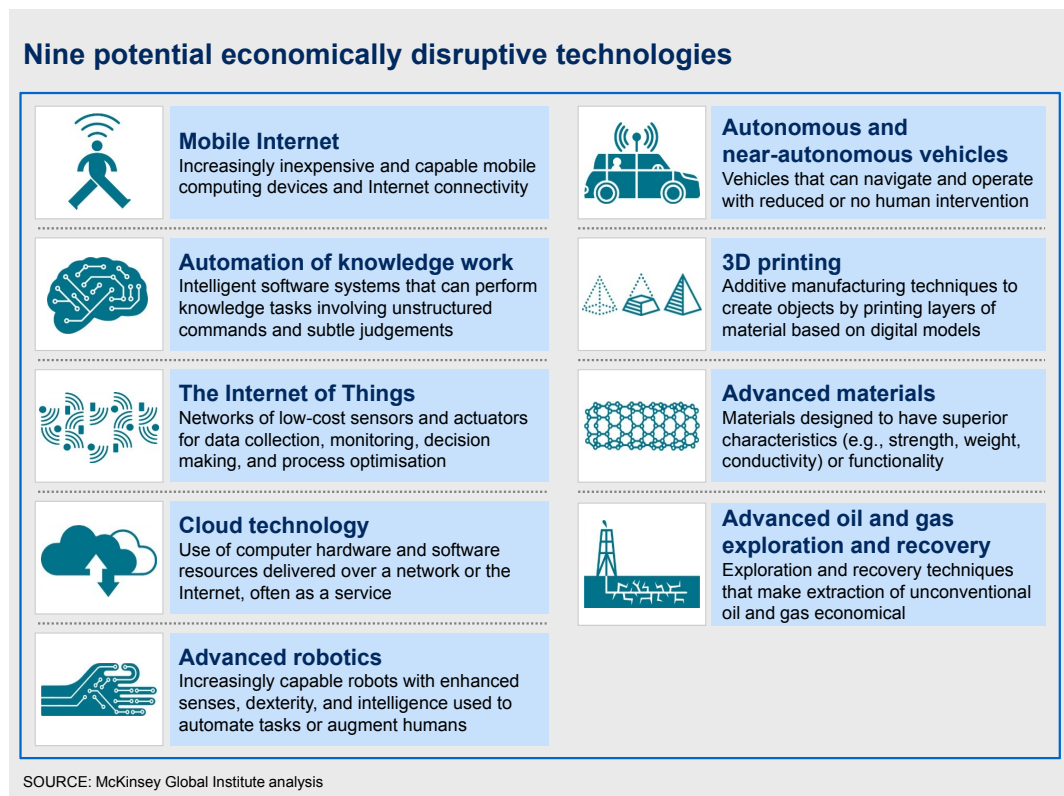 Nine potential economically disruptive technologies
Mobile Internet
Increasingly inexpensive and capable mobile
computing devices and Internet connectivity
Automation of knowledge work
Intelligent software systems that can perform
knowledge tasks involving unstructured
commands and subtle judgements
The Internet of Things
Networks of low-cost sensors and actuators
for data collection, monitoring, decision
making, and process optimisation
Cloud technology
Use of computer hardware and software
resources delivered over a network or the
Internet, often as a service
Advanced robotics
Increasingly capable robots with enhanced
senses, dexterity, and intelligence used to
automate tasks or augment humans
Autonomous and
near-autonomous vehicles
Vehicles that can navigate and operate
with reduced or no human intervention
3D printing
Additive manufacturing techniques to
create objects by printing layers of
material based on digital models
Advanced materials
Materials designed to have superior
characteristics (e.g., strength, weight,
conductivity) or functionality
Advanced oil and gas
exploration and recovery
Exploration and recovery techniques
that make extraction of unconventional
oil and gas economical
SOURCE: McKinsey Global Institute analysis